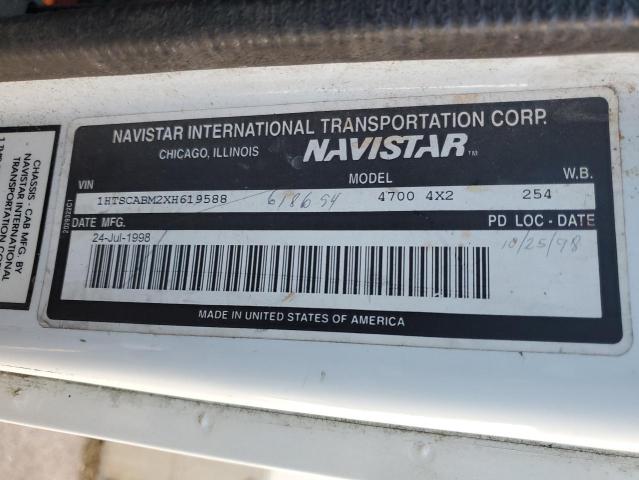 NAVISTAR INTERNATIONAL TRANSPORTATION CORP.
CHICAGO, ILLINOIS NAVISTAR TM
VIN MODEL W.B.
1HTSCABM2XH619588 618654 4700 4X2 254
DATE MFG. PD LOC - DATE
24-Jul-1998 10/25/98
MADE IN UNITED STATES OF AMERICA
2029322C1
CHASSIS - CAB MFG. BY
NAVISTAR INTERNATIONAL
TRANSPORTATION CORP